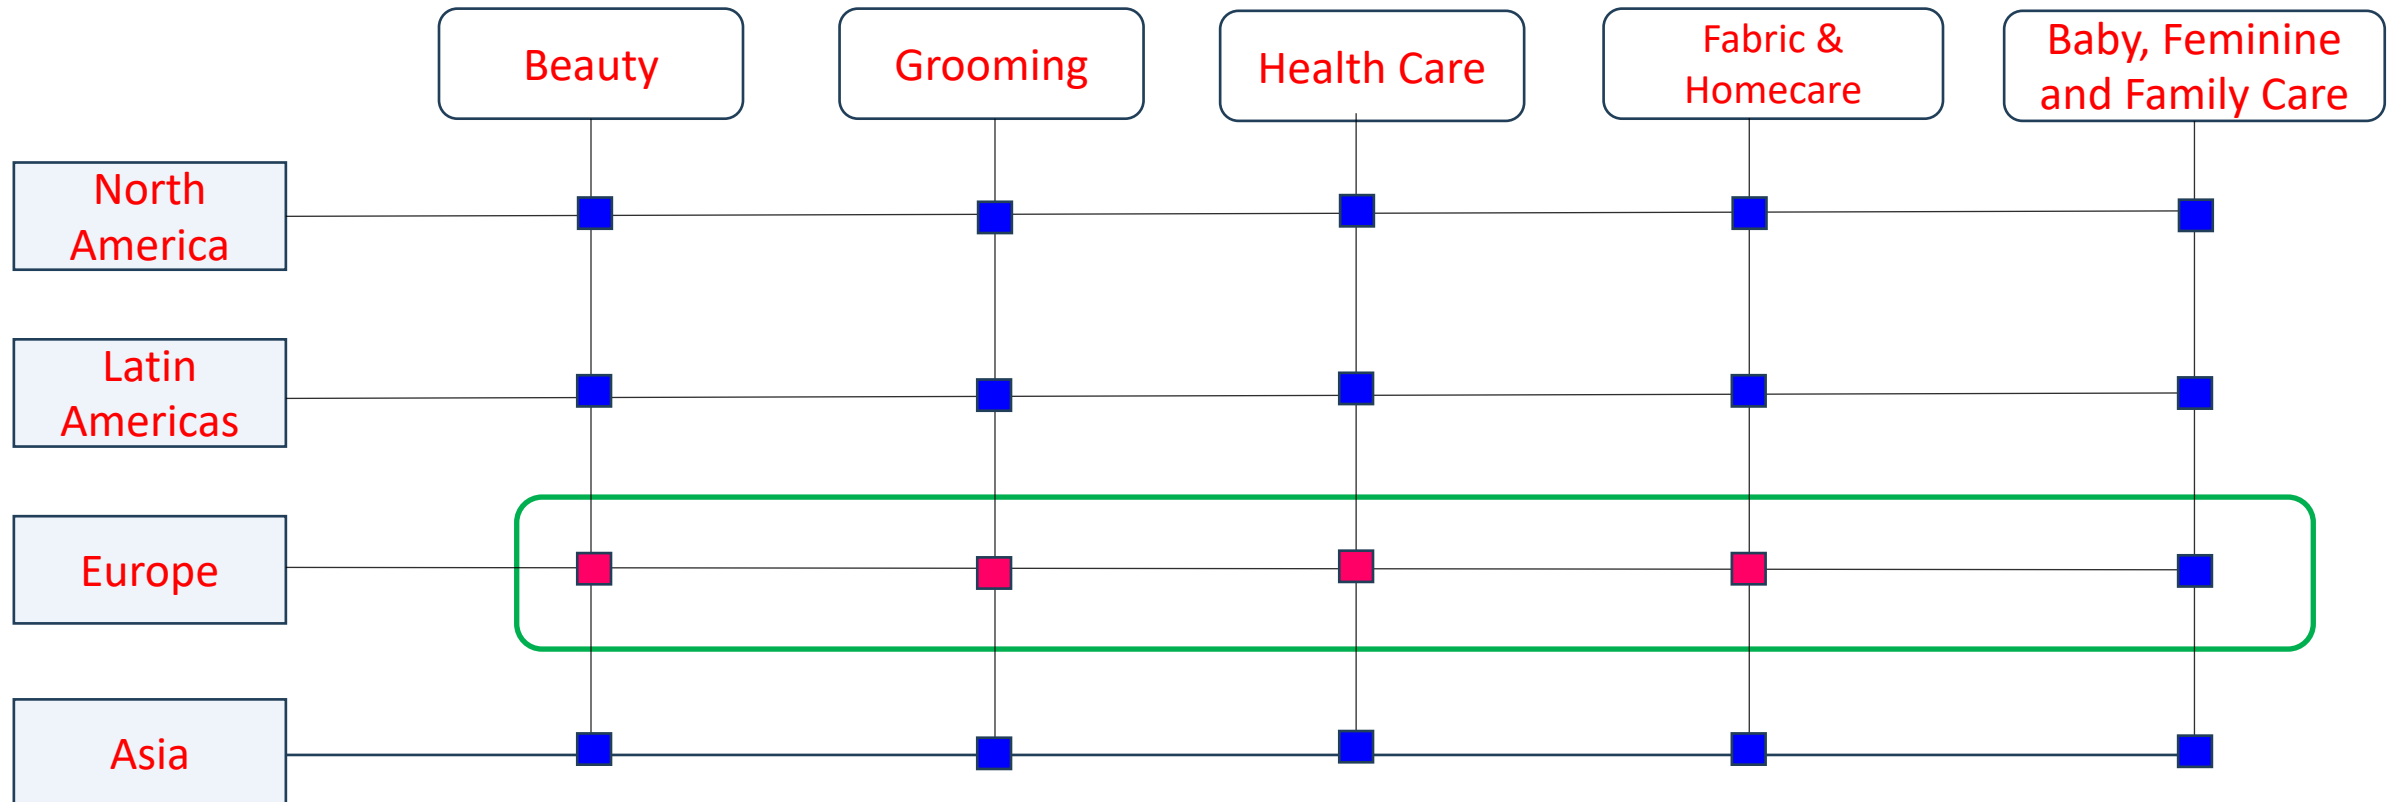 Beauty
Grooming
Health Care
Fabric &
Homecare
Baby, Feminine
and Family Care
North
America
Latin
Americas
Europe
Asia